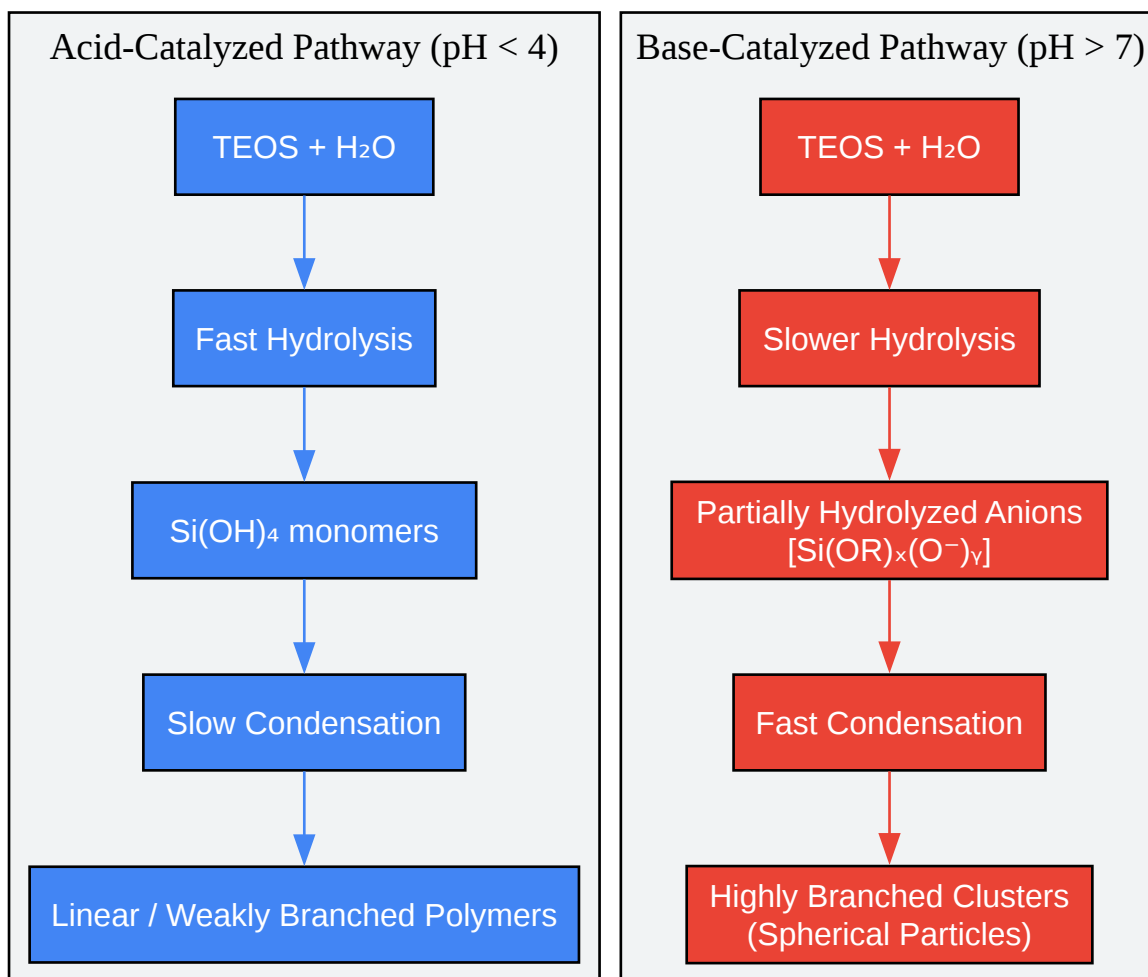 Acid-Catalyzed Pathway (pH < 4)
TEOS + H₂O
Fast Hydrolysis
Si(OH)₄ monomers
Slow Condensation
Linear / Weakly Branched Polymers
Base-Catalyzed Pathway (pH > 7)
TEOS + H₂O
Slower Hydrolysis
Partially Hydrolyzed Anions
[Si(OR)ₓ(O⁻)ᵧ]
Fast Condensation
Highly Branched Clusters
(Spherical Particles)